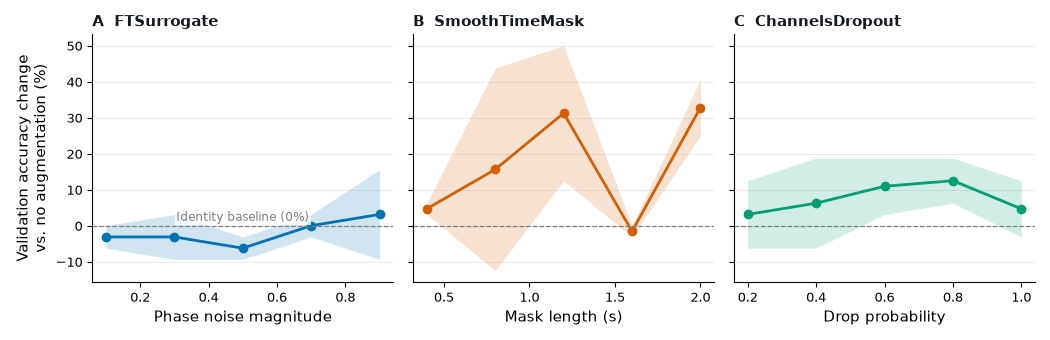 A FTSurrogate
B SmoothTimeMask
C ChannelsDropout
Validation accuracy change
vs. no augmentation (%)
50
40
30
20
10
0
−10
Identity baseline (0%)
0.2 0.4 0.6 0.8
0.5 1.0 1.5 2.0
0.2 0.4 0.6 0.8 1.0
Phase noise magnitude
Mask length (s)
Drop probability